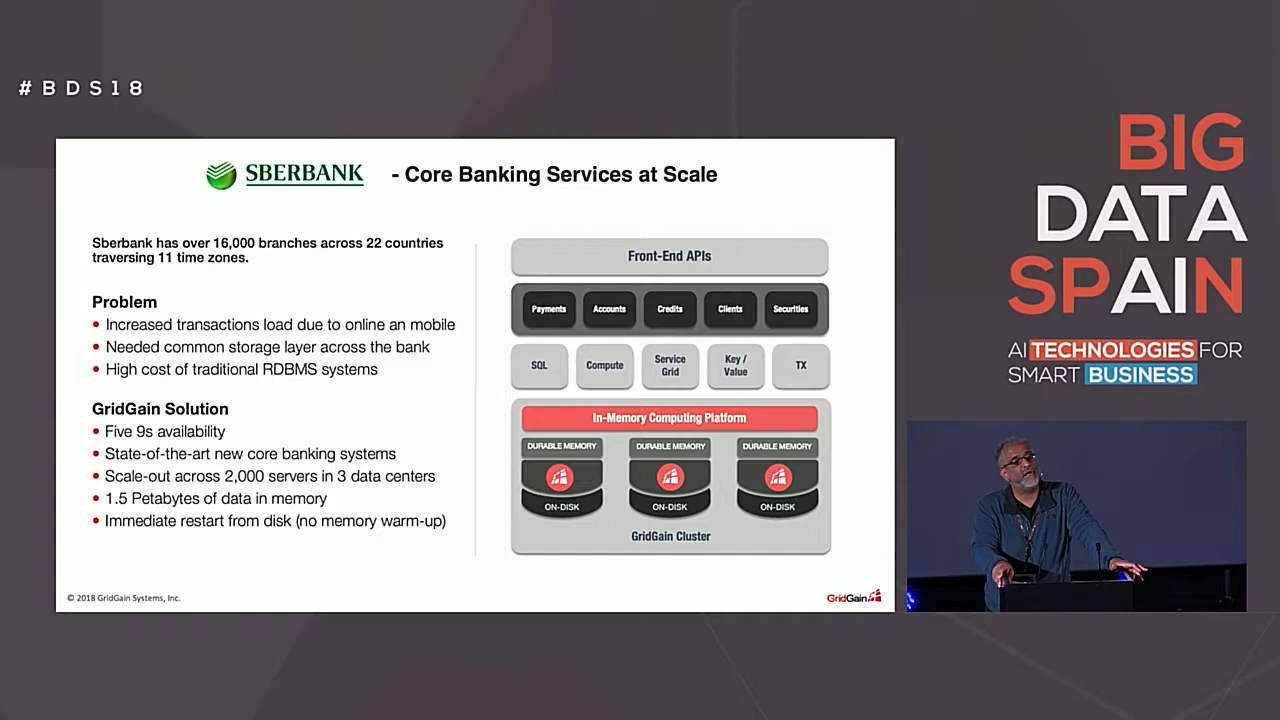 #BDS18
BIG
DATA
SPAIN
AI TECHNOLOGIES FOR
SMART BUSINESS
SBERBANK - Core Banking Services at Scale
Sberbank has over 16,000 branches across 22 countries
traversing 11 time zones.
Problem
• Increased transactions load due to online an mobile
• Needed common storage layer across the bank
• High cost of traditional RDBMS systems
GridGain Solution
• Five 9s availability
• State-of-the-art new core banking systems
• Scale-out across 2,000 servers in 3 data centers
• 1.5 Petabytes of data in memory
• Immediate restart from disk (no memory warm-up)
Front-End APIs
Payments Accounts Credits Clients Securities
SQL Compute Service Grid Key / Value TX
In-Memory Computing Platform
DURABLE MEMORY DURABLE MEMORY DURABLE MEMORY
ON-DISK ON-DISK ON-DISK
GridGain Cluster
© 2018 GridGain Systems, Inc.
GridGain